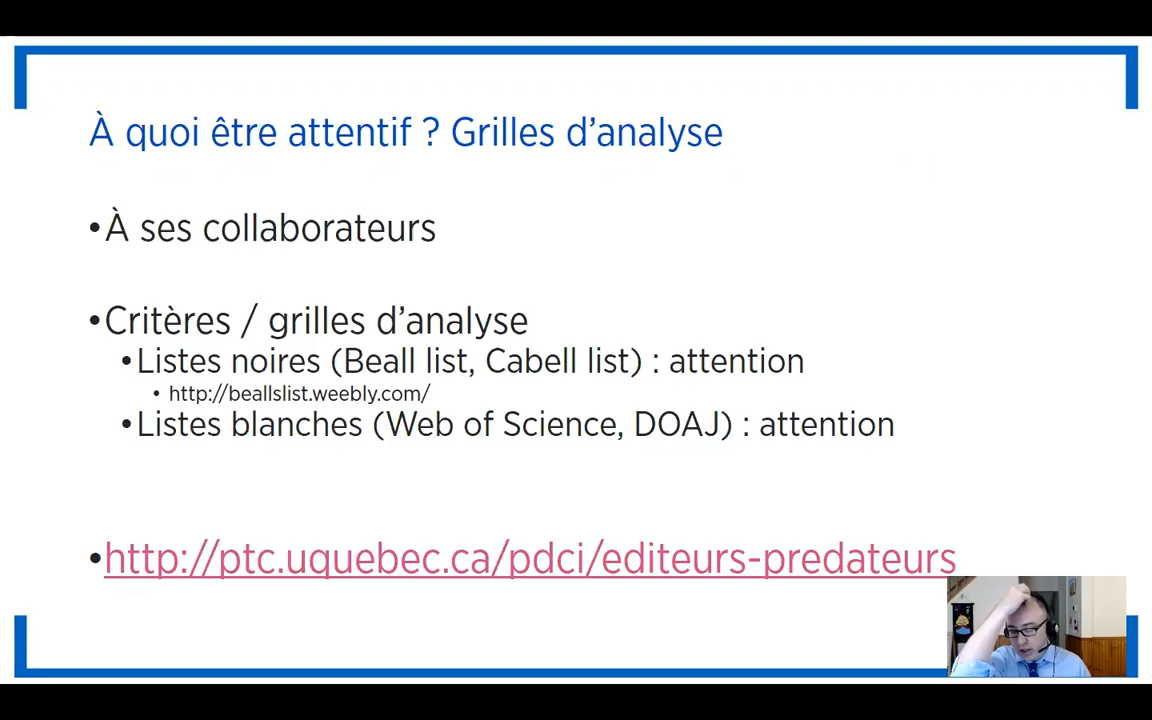 À quoi être attentif ? Grilles d’analyse
•À ses collaborateurs
•Critères / grilles d’analyse
•Listes noires (Beall list, Cabell list) : attention
• http://beallslist.weebly.com/
•Listes blanches (Web of Science, DOAJ) : attention
•http://ptc.uquebec.ca/pdci/editeurs-predateurs